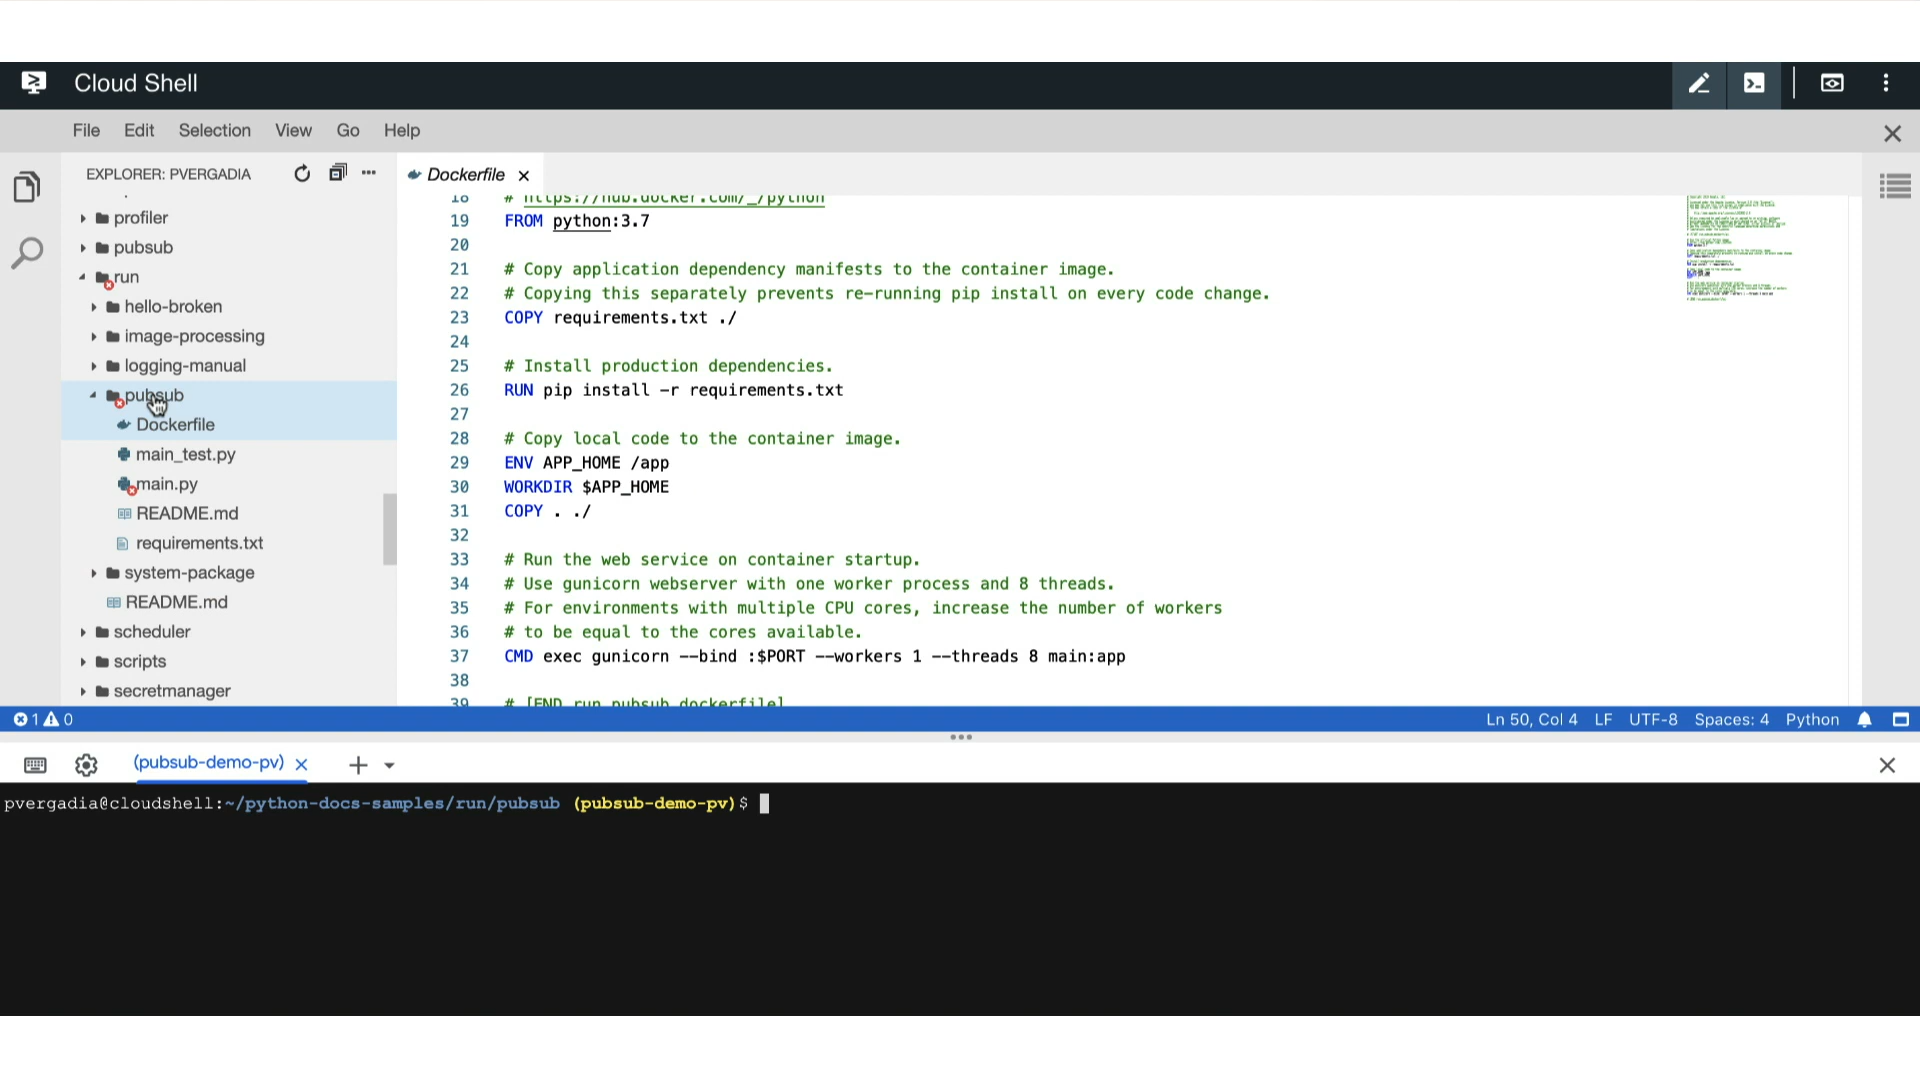 Cloud Shell
File Edit Selection View Go Help
EXPLORER: PVERGADIA
profiler
pubsub
run
hello-broken
image-processing
logging-manual
pubsub
Dockerfile
main_test.py
main.py
README.md
requirements.txt
system-package
README.md
scheduler
scripts
secretmanager
Dockerfile
18 # https://hub.docker.com/_/python
19 FROM python:3.7
20
21 # Copy application dependency manifests to the container image.
22 # Copying this separately prevents re-running pip install on every code change.
23 COPY requirements.txt ./
24
25 # Install production dependencies.
26 RUN pip install -r requirements.txt
27
28 # Copy local code to the container image.
29 ENV APP_HOME /app
30 WORKDIR $APP_HOME
31 COPY . ./
32
33 # Run the web service on container startup.
34 # Use gunicorn webserver with one worker process and 8 threads.
35 # For environments with multiple CPU cores, increase the number of workers
36 # to be equal to the cores available.
37 CMD exec gunicorn --bind :$PORT --workers 1 --threads 8 main:app
38
39 # [END run_pubsub_dockerfile]
1 0 Ln 50, Col 4 LF UTF-8 Spaces: 4 Python
(pubsub-demo-pv)
pvergadia@cloudshell:~/python-docs-samples/run/pubsub (pubsub-demo-pv)$